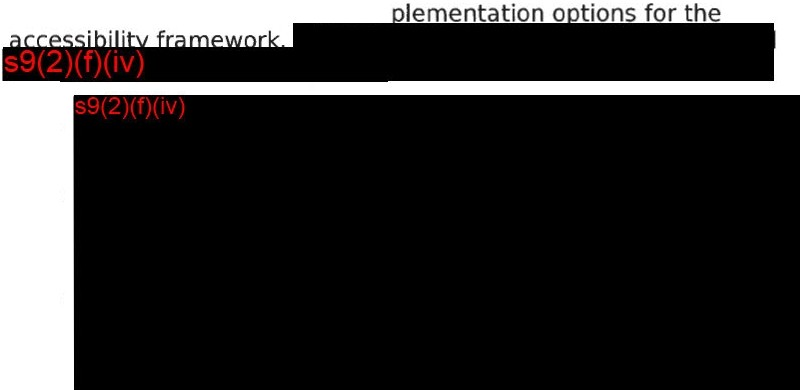 plementation options for the
accessibility framework.
s9(2)(f)(iv)
s9(2)(f)(iv)